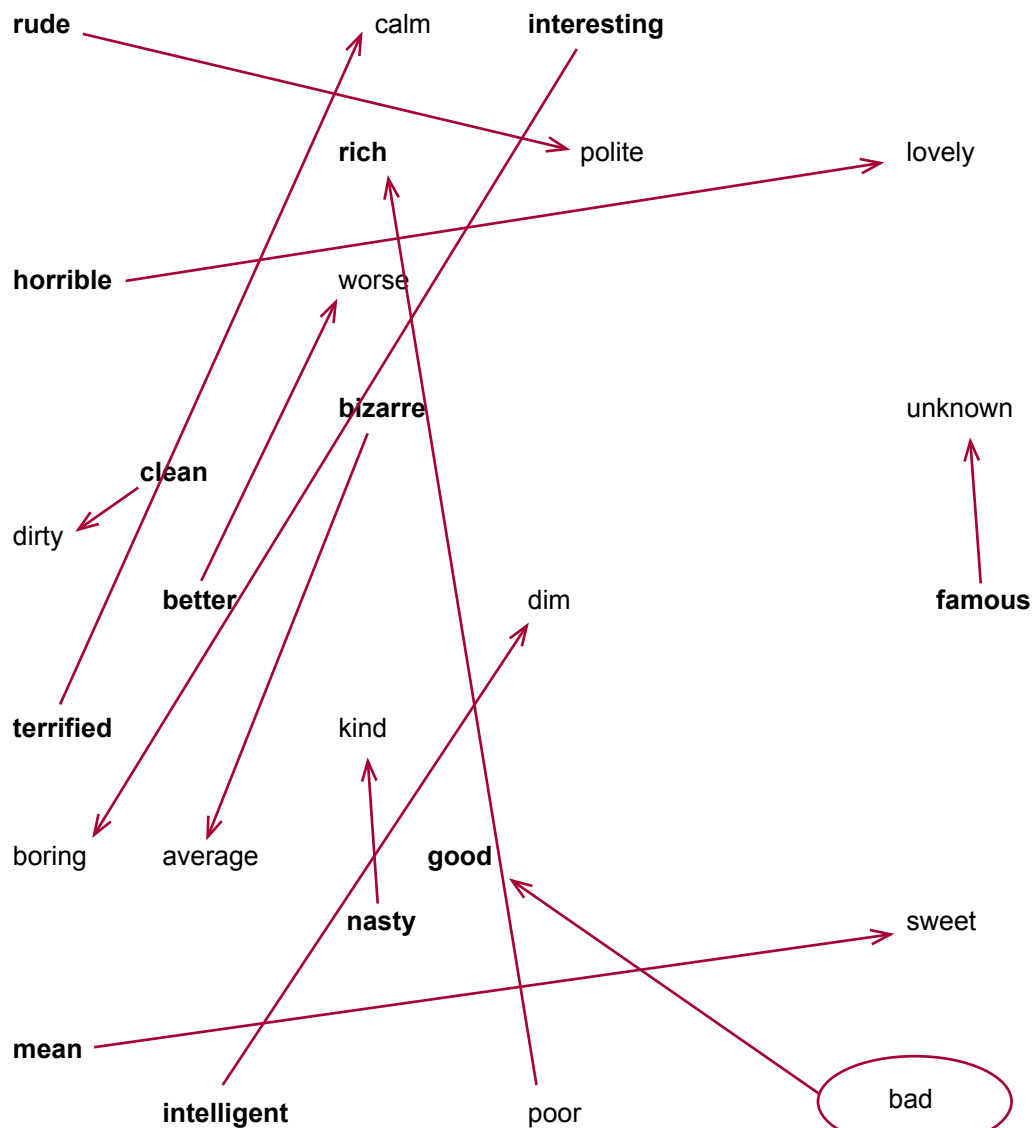 rude calm interesting
rich polite lovely
horrible worse
bizarre unknown
clean
dirty
better dim famous
terrified kind
boring average good
nasty sweet
mean
intelligent poor bad